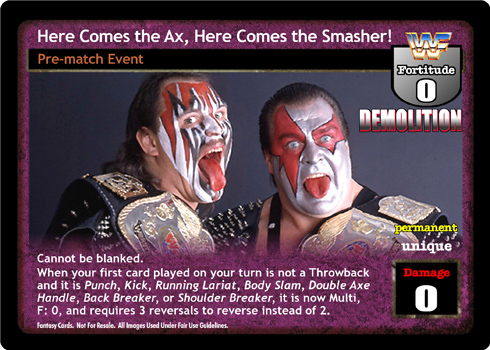 Here Comes the Ax, Here Comes the Smasher!
Pre-match Event
WF
Fortitude
0
DEMOLITION
permanent
unique
Cannot be blanked.
When your first card played on your turn is not a Throwback
and it is Punch, Kick, Running Lariat, Body Slam, Double Axe
Handle, Back Breaker, or Shoulder Breaker, it is now Multi,
F: 0, and requires 3 reversals to reverse instead of 2.
Damage
0
Fantasy Cards. Not For Resale. All Images Used Under Fair Use Guidelines.